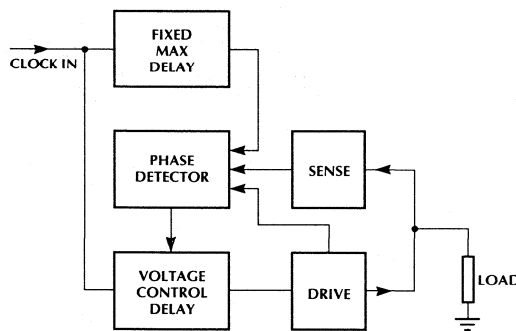 FIXED
MAX
DELAY
CLOCK IN
PHASE
DETECTOR
SENSE
VOLTAGE
CONTROL
DELAY
DRIVE
LOAD